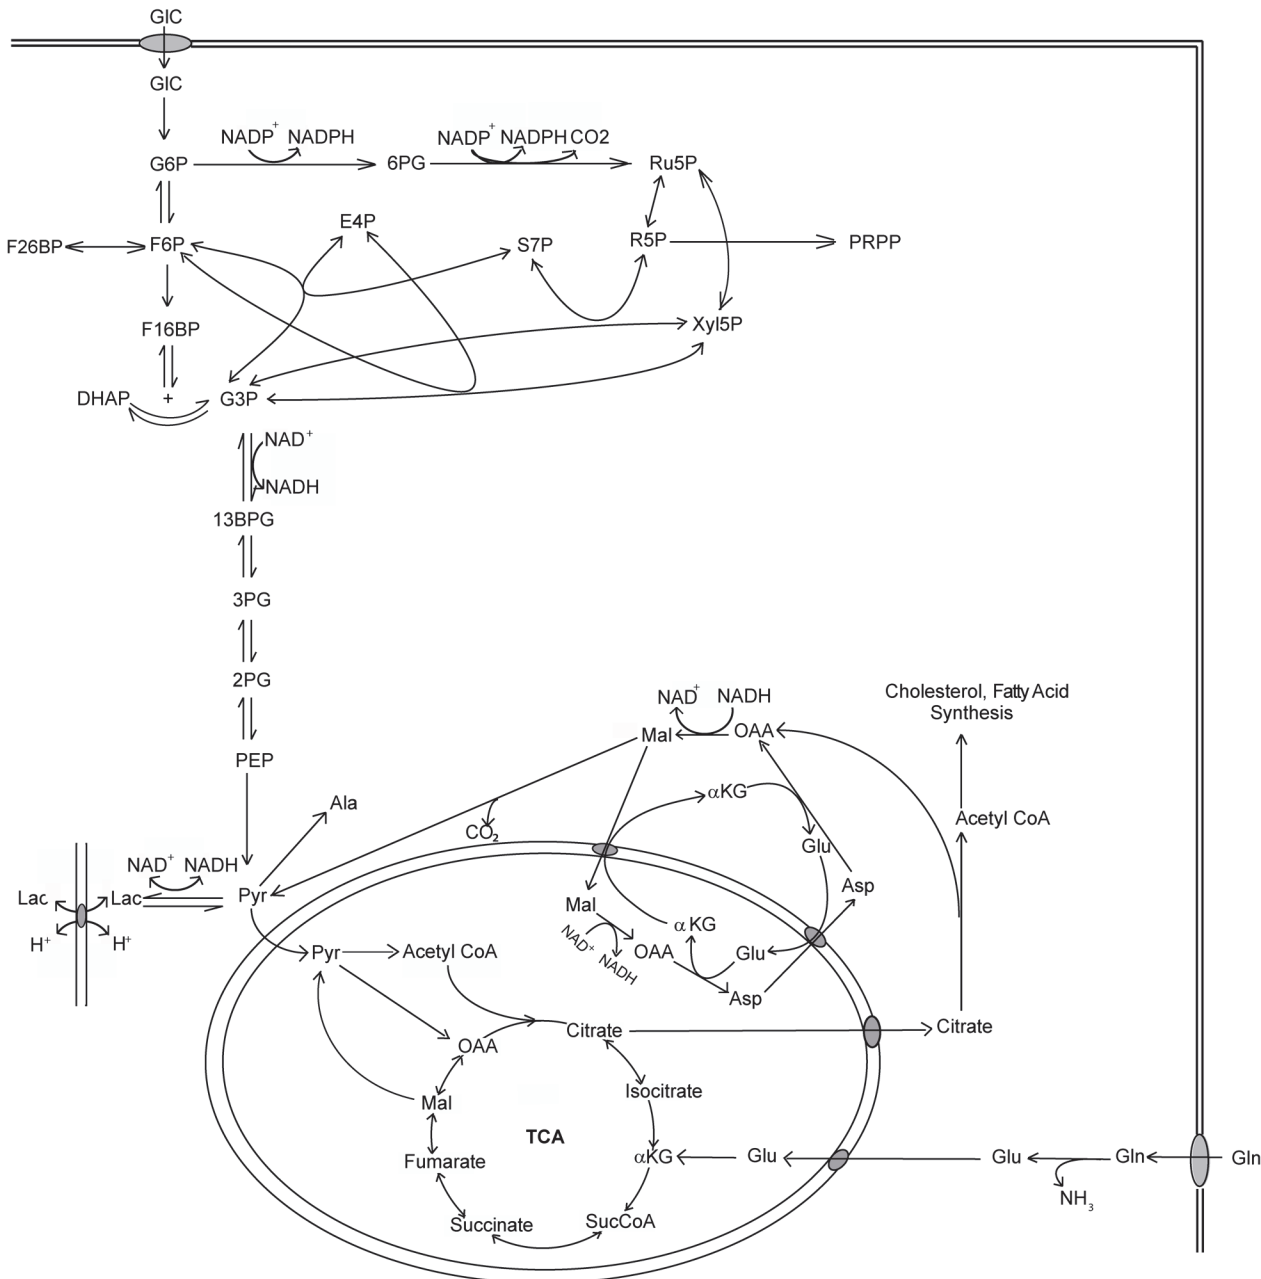 GlC
GlC
NADP+ NADPH
NADP+ NADPH CO2
G6P
6PG
Ru5P
E4P
F26BP
F6P
S7P
R5P
PRPP
F16BP
Xyl5P
DHAP
+
G3P
NAD+
NADH
13BPG
3PG
2PG
PEP
Cholesterol, Fatty Acid
Synthesis
NAD+ NADH
Mal
OAA
αKG
Ala
CO2
Acetyl CoA
Glu
NAD+ NADH
Lac
Lac
Pyr
Asp
H+
H+
Mal
αKG
NAD+
NADH
OAA
Glu
Asp
Pyr
Acetyl CoA
OAA
Citrate
Citrate
Isocitrate
Mal
TCA
Fumarate
αKG
Glu
Glu
Gln
Gln
NH3
Succinate
SucCoA